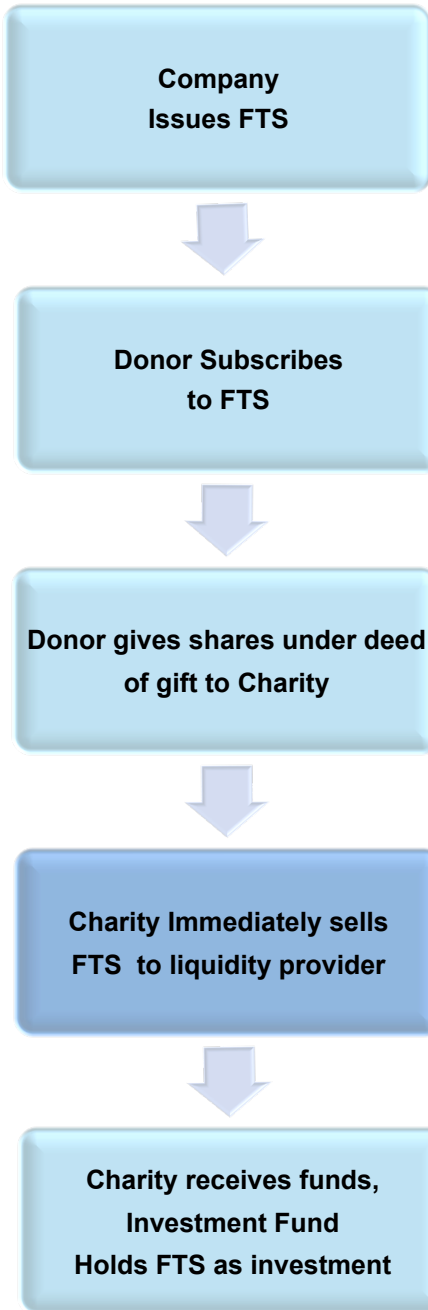 Company
Issues FTS
Donor Subscribes
to FTS
Donor gives shares under deed
of gift to Charity
Charity Immediately sells
FTS to liquidity provider
Charity receives funds,
Investment Fund
Holds FTS as investment